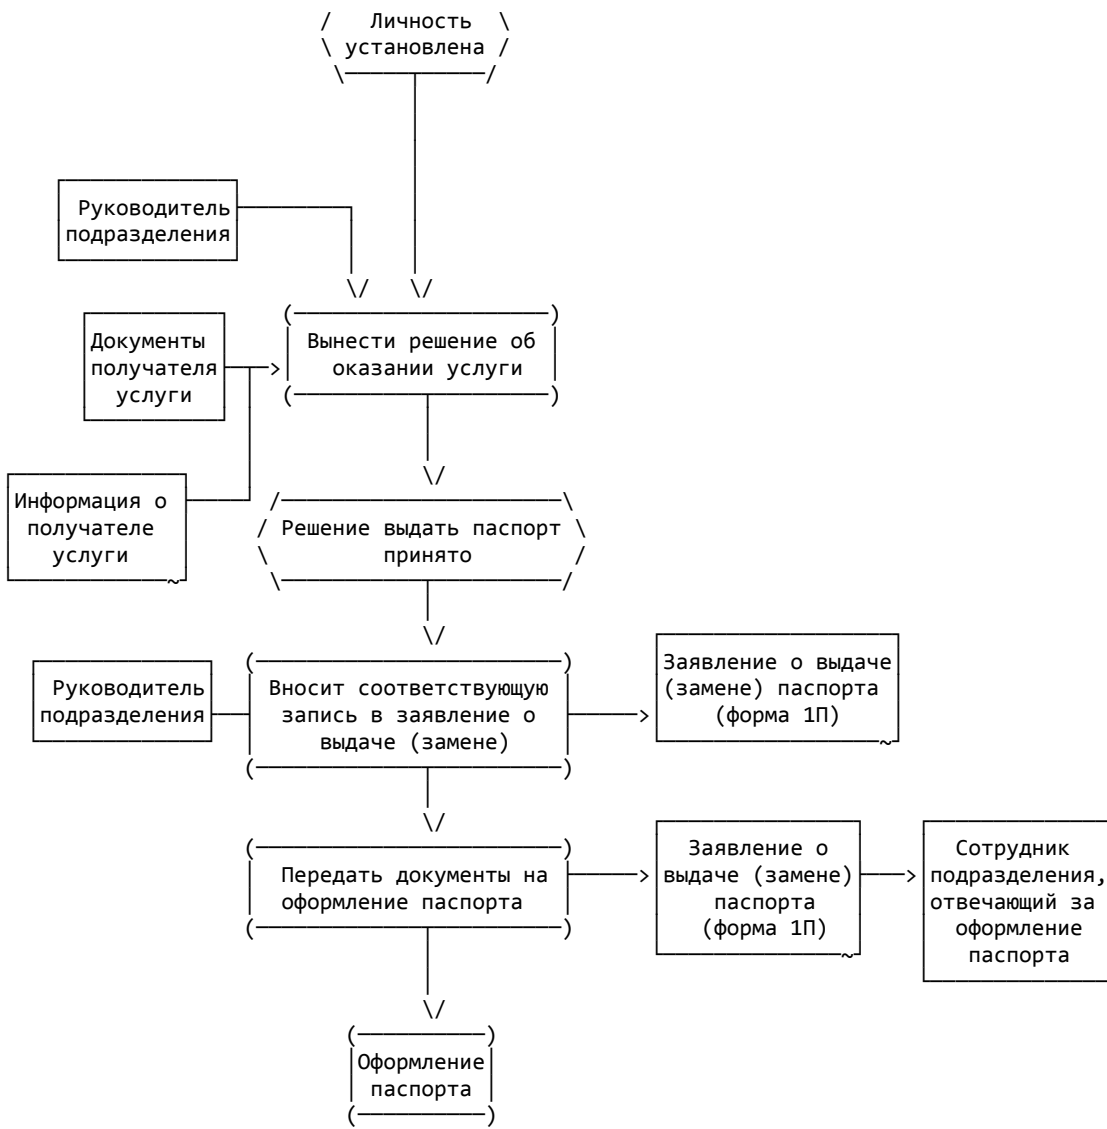 Личность
установлена
Руководитель
подразделения
Документы
получателя
услуги
Вынести решение об
оказании услуги
Информация о
получателе
услуги
Решение выдать паспорт
принято
Руководитель
подразделения
Вносит соответствующую
запись в заявление о
выдаче (замене)
Заявление о выдаче
(замене) паспорта
(форма 1П)
Передать документы на
оформление паспорта
Заявление о
выдаче (замене)
паспорта
(форма 1П)
Сотрудник
подразделения,
отвечающий за
оформление
паспорта
Оформление
паспорта